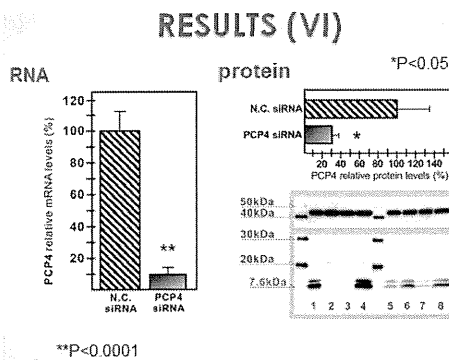 RESULTS (VI)
RNA
PCP4 relative mRNA levels (%)
120
100
80
60
40
20
N.C. siRNA
PCP4 siRNA
**
**P<0.0001
protein
*P<0.05
N.C. siRNA
PCP4 siRNA
*
20 40 60 80 100 140
PCP4 relative protein levels (%)
50kDa
40kDa
30kDa
20kDa
7.6kDa
1 2 3 4 5 6 7 8